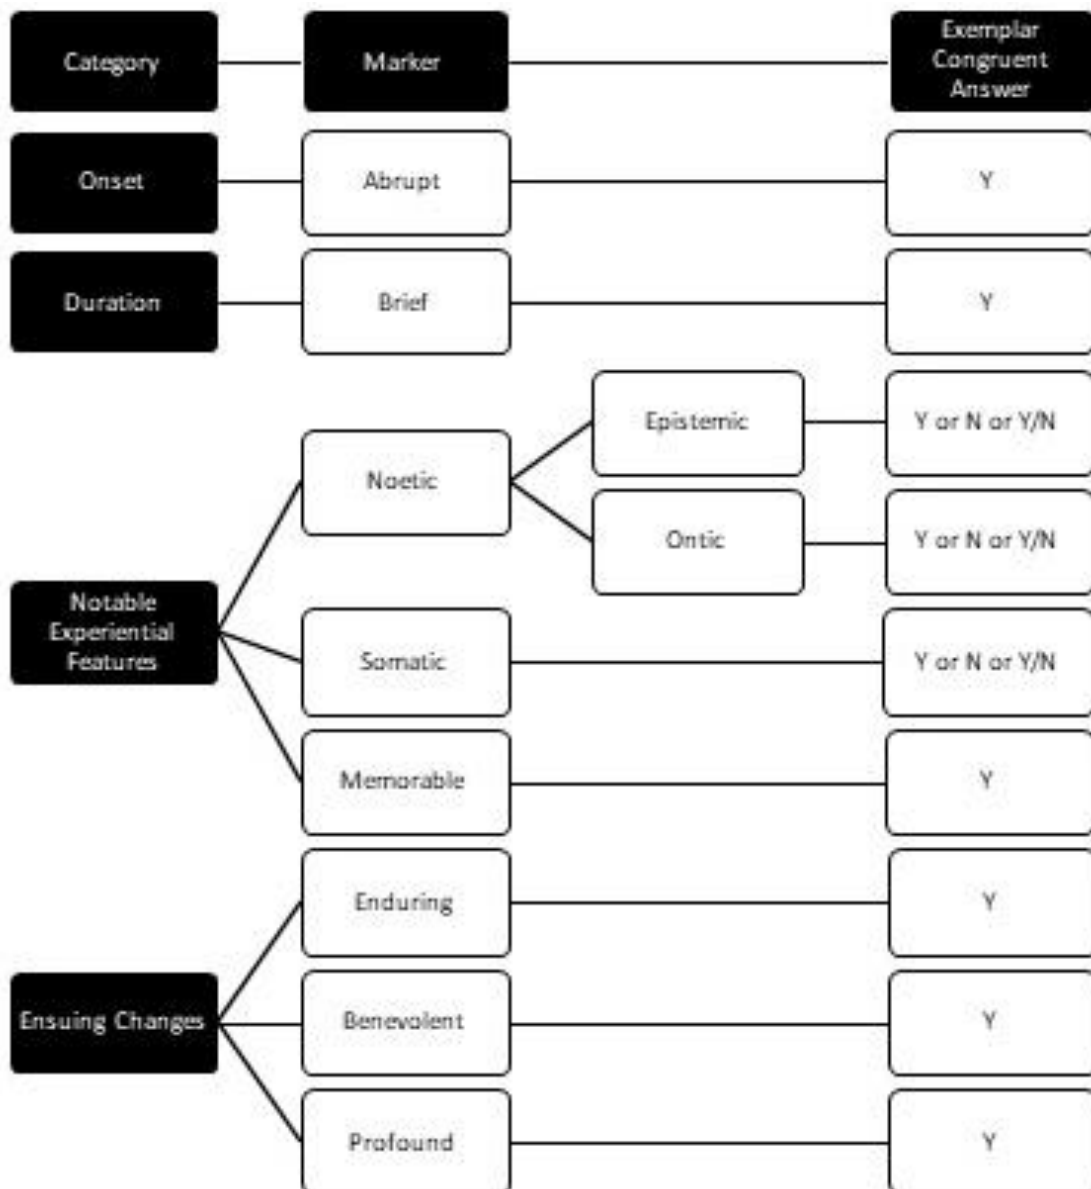 Category
Marker
Exemplar
Congruent
Answer
Onset
Abrupt
Y
Duration
Brief
Y
Notable
Experiential
Features
Noetic
Epistemic
Y or N or Y/N
Ontic
Y or N or Y/N
Somatic
Y or N or Y/N
Memorable
Y
Ensuing Changes
Enduring
Y
Benevolent
Y
Profound
Y